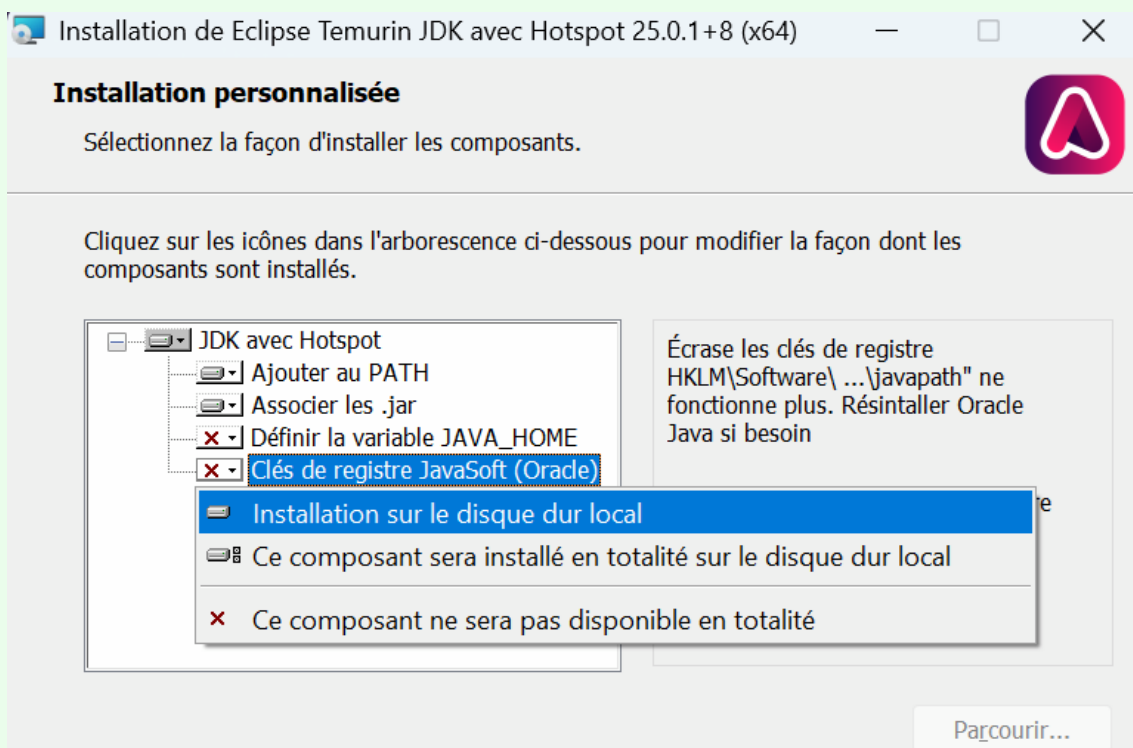 Installation de Eclipse Temurin JDK avec Hotspot 25.0.1+8 (x64)
Installation personnalisée
Sélectionnez la façon d'installer les composants.
Cliquez sur les icônes dans l'arborescence ci-dessous pour modifier la façon dont les
composants sont installés.
JDK avec Hotspot
Ajouter au PATH
Associer les .jar
Définir la variable JAVA_HOME
Clés de registre JavaSoft (Oracle)
Installation sur le disque dur local
Ce composant sera installé en totalité sur le disque dur local
Ce composant ne sera pas disponible en totalité
Écrase les clés de registre
HKLM\Software\ ...\javapath" ne
fonctionne plus. Résintaller Oracle
Java si besoin
Parcourir...